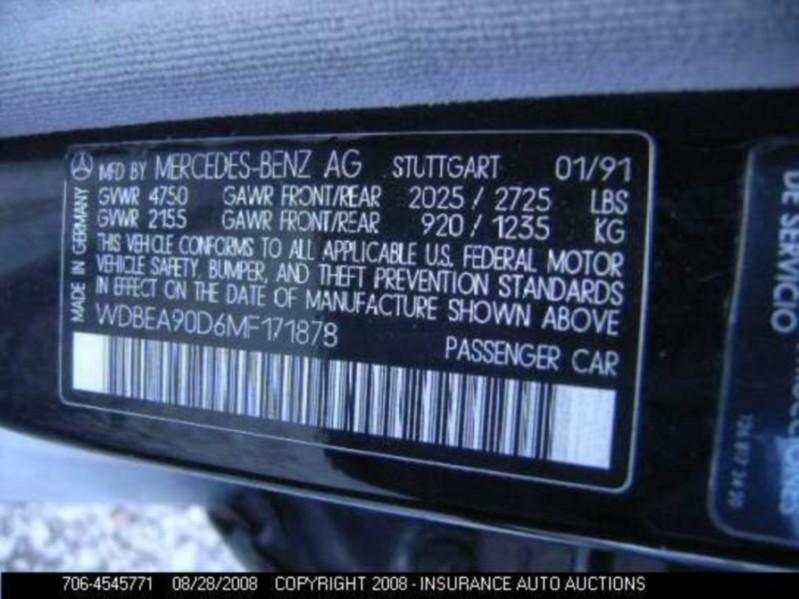 MFD BY MERCEDES-BENZ AG STUTTGART 01/91
GVWR 4750 GAWR FRONT/REAR 2025 / 2725 LBS
GVWR 2155 GAWR FRONT/REAR 920 / 1235 KG
THIS VEHICLE CONFORMS TO ALL APPLICABLE U.S. FEDERAL MOTOR
VEHICLE SAFETY, BUMPER, AND THEFT PREVENTION STANDARDS
IN EFFECT ON THE DATE OF MANUFACTURE SHOWN ABOVE
WDBEA90D6MF171878
PASSENGER CAR
MADE IN GERMANY
DE SERVICIO
706-4545771 08/28/2008 COPYRIGHT 2008 - INSURANCE AUTO AUCTIONS